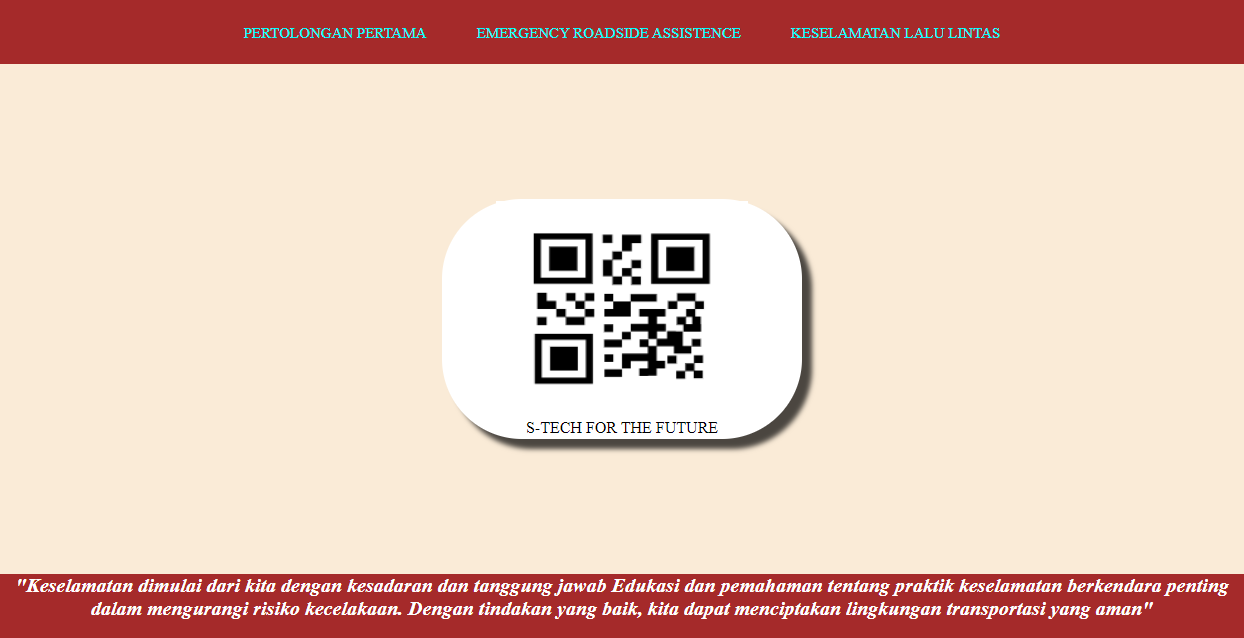 PERTOLONGAN PERTAMA EMERGENCY ROADSIDE ASSISTENCE KESELAMATAN LALU LINTAS
S-TECH FOR THE FUTURE
"Keselamatan dimulai dari kita dengan kesadaran dan tanggung jawab Edukasi dan pemahaman tentang praktik keselamatan berkendara penting
dalam mengurangi risiko kecelakaan. Dengan tindakan yang baik, kita dapat menciptakan lingkungan transportasi yang aman"